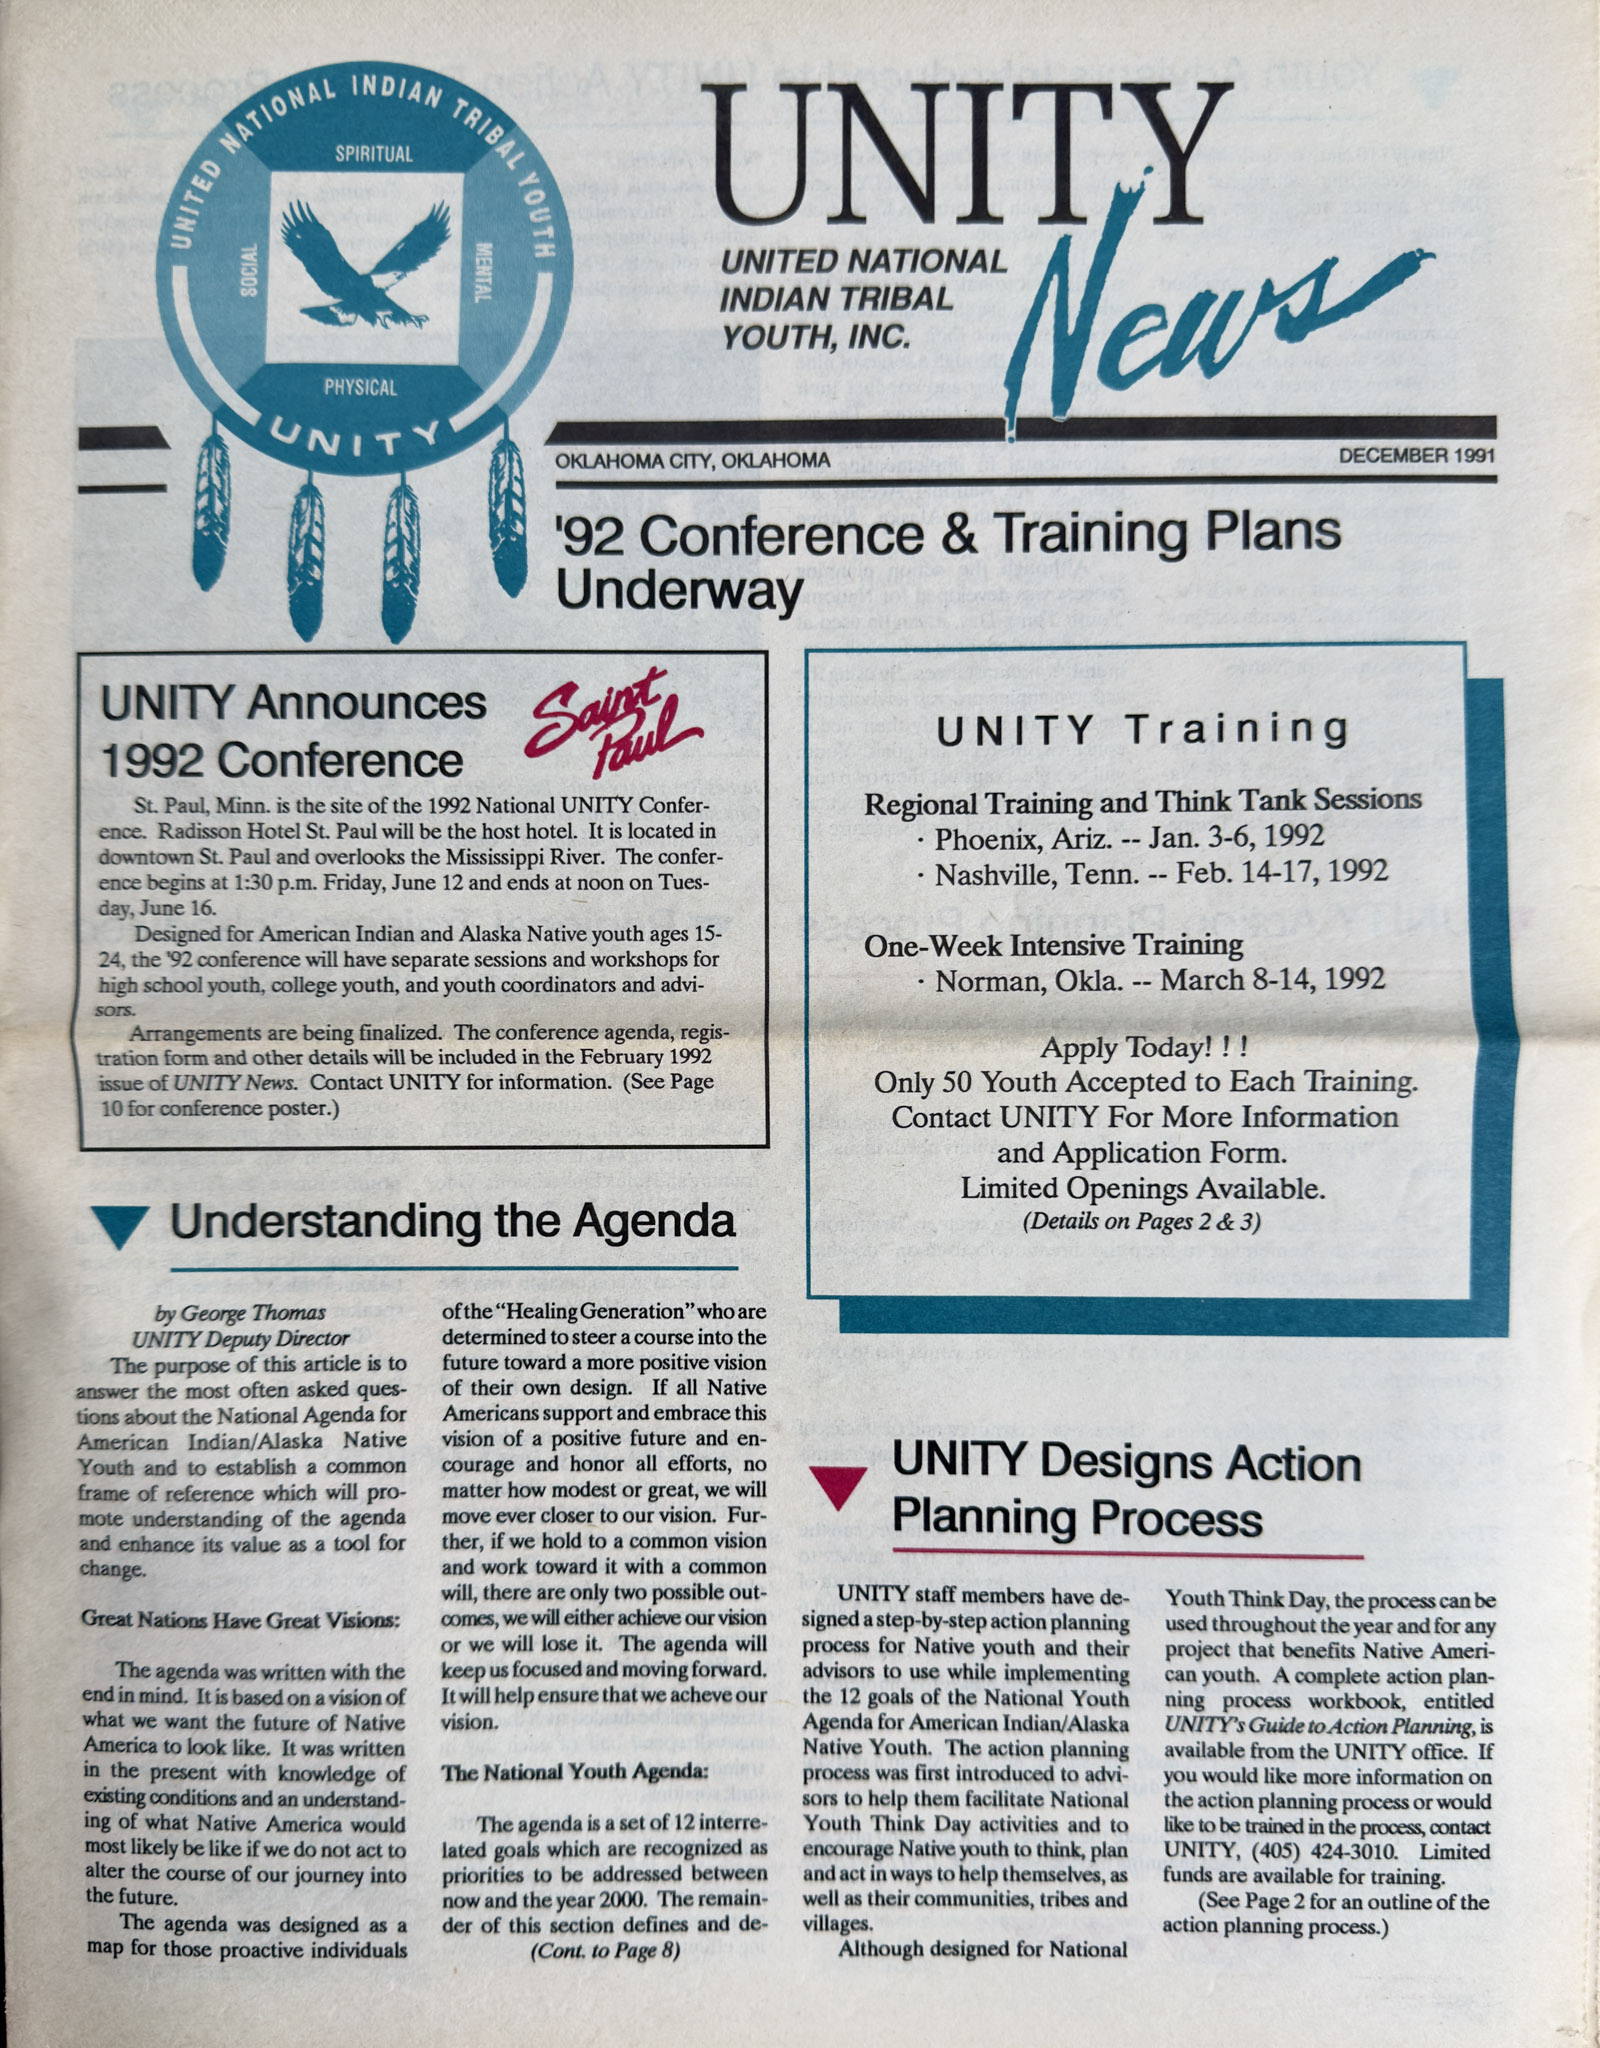 UNITED NATIONAL INDIAN TRIBAL YOUTH
SPIRITUAL
SOCIAL
MENTAL
PHYSICAL
UNITY
UNITY
News
UNITED NATIONAL
INDIAN TRIBAL
YOUTH, INC.
OKLAHOMA CITY, OKLAHOMA
DECEMBER 1991
'92 Conference & Training Plans
Underway
UNITY Announces
1992 Conference
Saint
Paul
St. Paul, Minn. is the site of the 1992 National UNITY Confer-
ence. Radisson Hotel St. Paul will be the host hotel. It is located in
downtown St. Paul and overlooks the Mississippi River. The confer-
ence begins at 1:30 p.m. Friday, June 12 and ends at noon on Tues-
day, June 16.
Designed for American Indian and Alaska Native youth ages 15-
24, the '92 conference will have separate sessions and workshops for
high school youth, college youth, and youth coordinators and advi-
sors.
Arrangements are being finalized. The conference agenda, regis-
tration form and other details will be included in the February 1992
issue of UNITY News. Contact UNITY for information. (See Page
10 for conference poster.)
UNITY Training
Regional Training and Think Tank Sessions
· Phoenix, Ariz. -- Jan. 3-6, 1992
· Nashville, Tenn. -- Feb. 14-17, 1992
One-Week Intensive Training
· Norman, Okla. -- March 8-14, 1992
Apply Today! ! !
Only 50 Youth Accepted to Each Training.
Contact UNITY For More Information
and Application Form.
Limited Openings Available.
(Details on Pages 2 & 3)
Understanding the Agenda
by George Thomas
UNITY Deputy Director
The purpose of this article is to
answer the most often asked ques-
tions about the National Agenda for
American Indian/Alaska Native
Youth and to establish a common
frame of reference which will pro-
mote understanding of the agenda
and enhance its value as a tool for
change.
Great Nations Have Great Visions:
The agenda was written with the
end in mind. It is based on a vision of
what we want the future of Native
America to look like. It was written
in the present with knowledge of
existing conditions and an understand-
ing of what Native America would
most likely be like if we do not act to
alter the course of our journey into
the future.
The agenda was designed as a
map for those proactive individuals
of the "Healing Generation" who are
determined to steer a course into the
future toward a more positive vision
of their own design. If all Native
Americans support and embrace this
vision of a positive future and en-
courage and honor all efforts, no
matter how modest or great, we will
move ever closer to our vision. Fur-
ther, if we hold to a common vision
and work toward it with a common
will, there are only two possible out-
comes, we will either achieve our vision
or we will lose it. The agenda will
keep us focused and moving forward.
It will help ensure that we acheve our
vision.
The National Youth Agenda:
The agenda is a set of 12 interre-
lated goals which are recognized as
priorities to be addressed between
now and the year 2000. The remain-
der of this section defines and de-
(Cont. to Page 8)
UNITY Designs Action
Planning Process
UNITY staff members have de-
signed a step-by-step action planning
process for Native youth and their
advisors to use while implementing
the 12 goals of the National Youth
Agenda for American Indian/Alaska
Native Youth. The action planning
process was first introduced to advi-
sors to help them facilitate National
Youth Think Day activities and to
encourage Native youth to think, plan
and act in ways to help themselves, as
well as their communities, tribes and
villages.
Although designed for National
Youth Think Day, the process can be
used throughout the year and for any
project that benefits Native Ameri-
can youth. A complete action plan-
ning process workbook, entitled
UNITY's Guide to Action Planning, is
available from the UNITY office. If
you would like more information on
the action planning process or would
like to be trained in the process, contact
UNITY, (405) 424-3010. Limited
funds are available for training.
(See Page 2 for an outline of the
action planning process.)